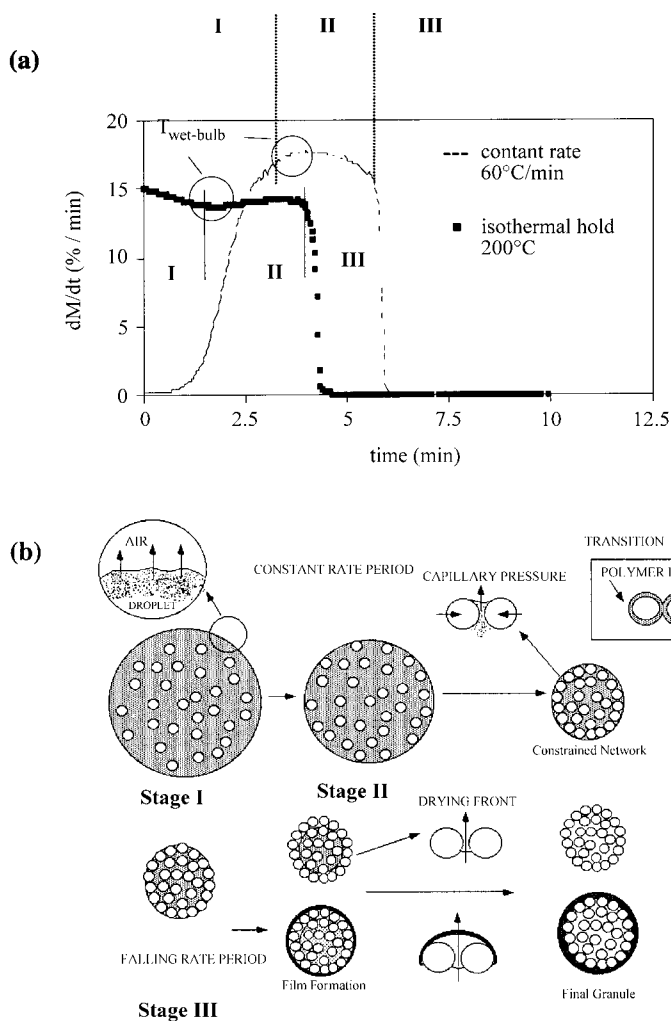 I II III
(a)
20
15
10
5
0
dM/dt (% / min)
T wet-bulb
contant rate
60°C/min
isothermal hold
200°C
I II III
0 2.5 5 7.5 10 12.5
time (min)
(b)
AIR
DROPLET
CONSTANT RATE PERIOD
CAPILLARY PRESSURE
TRANSITION
POLYMER
Constrained Network
Stage I
Stage II
DRYING FRONT
FALLING RATE PERIOD
Film Formation
Final Granule
Stage III